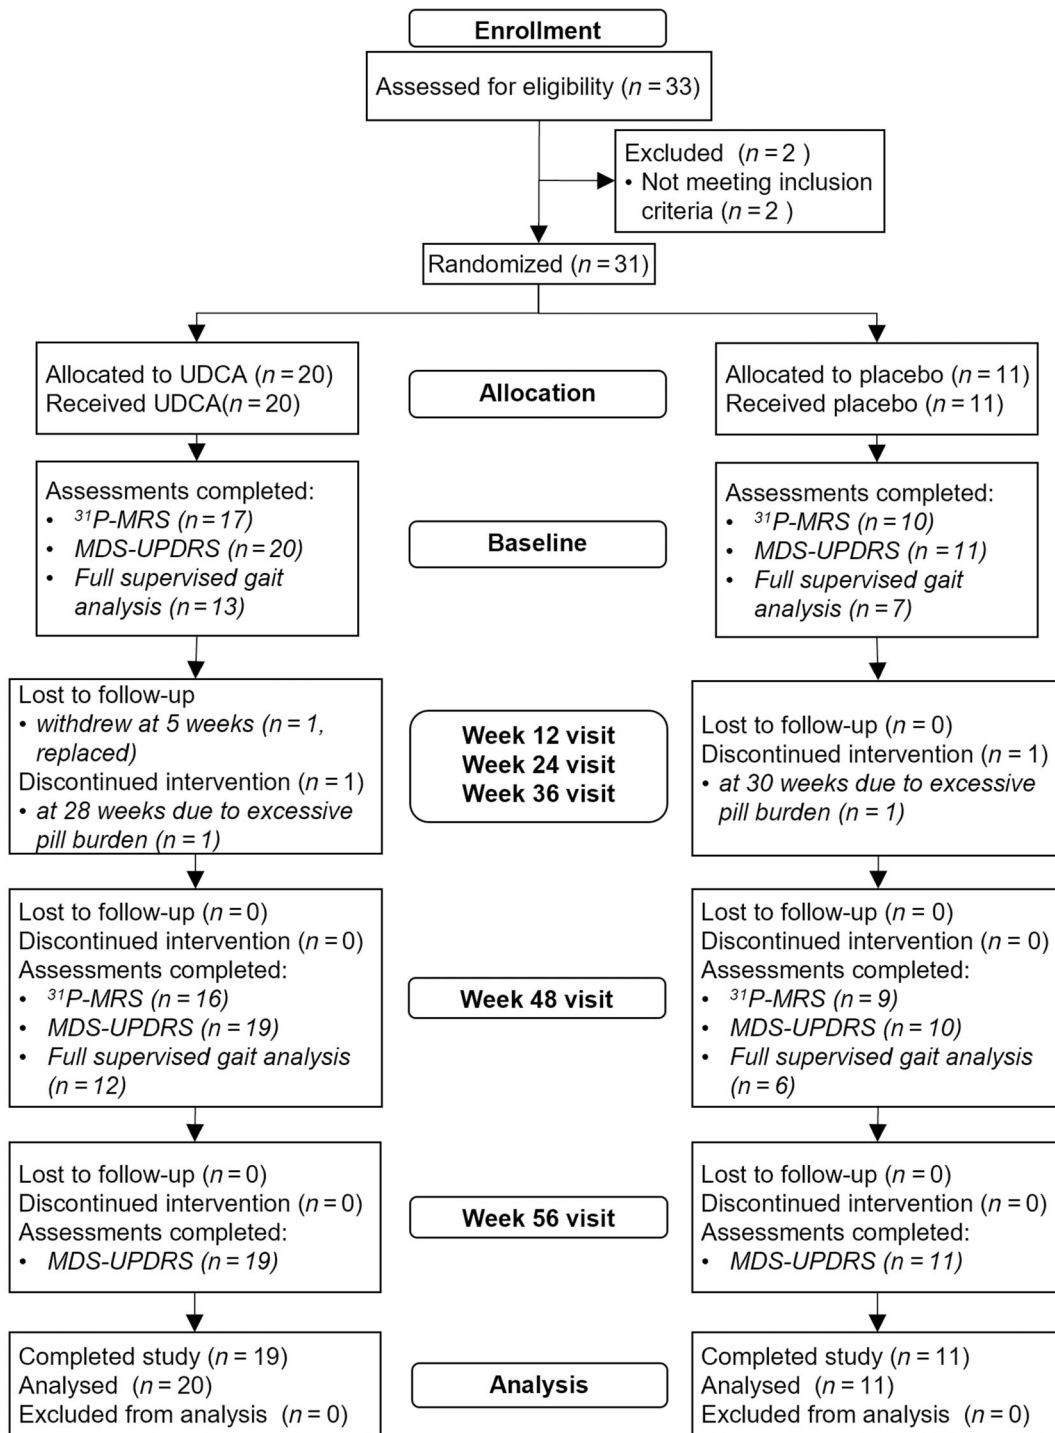 Enrollment
Assessed for eligibility (n = 33)
Excluded (n = 2 )
• Not meeting inclusion
criteria (n = 2 )
Randomized (n = 31)
Allocated to UDCA (n = 20)
Received UDCA(n = 20)
Allocation
Allocated to placebo (n = 11)
Received placebo (n = 11)
Assessments completed:
• ³¹P-MRS (n = 17)
• MDS-UPDRS (n = 20)
• Full supervised gait
analysis (n = 13)
Baseline
Assessments completed:
• ³¹P-MRS (n = 10)
• MDS-UPDRS (n = 11)
• Full supervised gait
analysis (n = 7)
Lost to follow-up
• withdrew at 5 weeks (n = 1,
replaced)
Discontinued intervention (n = 1)
• at 28 weeks due to excessive
pill burden (n = 1)
Week 12 visit
Week 24 visit
Week 36 visit
Lost to follow-up (n = 0)
Discontinued intervention (n = 1)
• at 30 weeks due to excessive
pill burden (n = 1)
Lost to follow-up (n = 0)
Discontinued intervention (n = 0)
Assessments completed:
• ³¹P-MRS (n = 16)
• MDS-UPDRS (n = 19)
• Full supervised gait analysis
(n = 12)
Week 48 visit
Lost to follow-up (n = 0)
Discontinued intervention (n = 0)
Assessments completed:
• ³¹P-MRS (n = 9)
• MDS-UPDRS (n = 10)
• Full supervised gait analysis
(n = 6)
Lost to follow-up (n = 0)
Discontinued intervention (n = 0)
Assessments completed:
• MDS-UPDRS (n = 19)
Week 56 visit
Lost to follow-up (n = 0)
Discontinued intervention (n = 0)
Assessments completed:
• MDS-UPDRS (n = 11)
Completed study (n = 19)
Analysed (n = 20)
Excluded from analysis (n = 0)
Analysis
Completed study (n = 11)
Analysed (n = 11)
Excluded from analysis (n = 0)